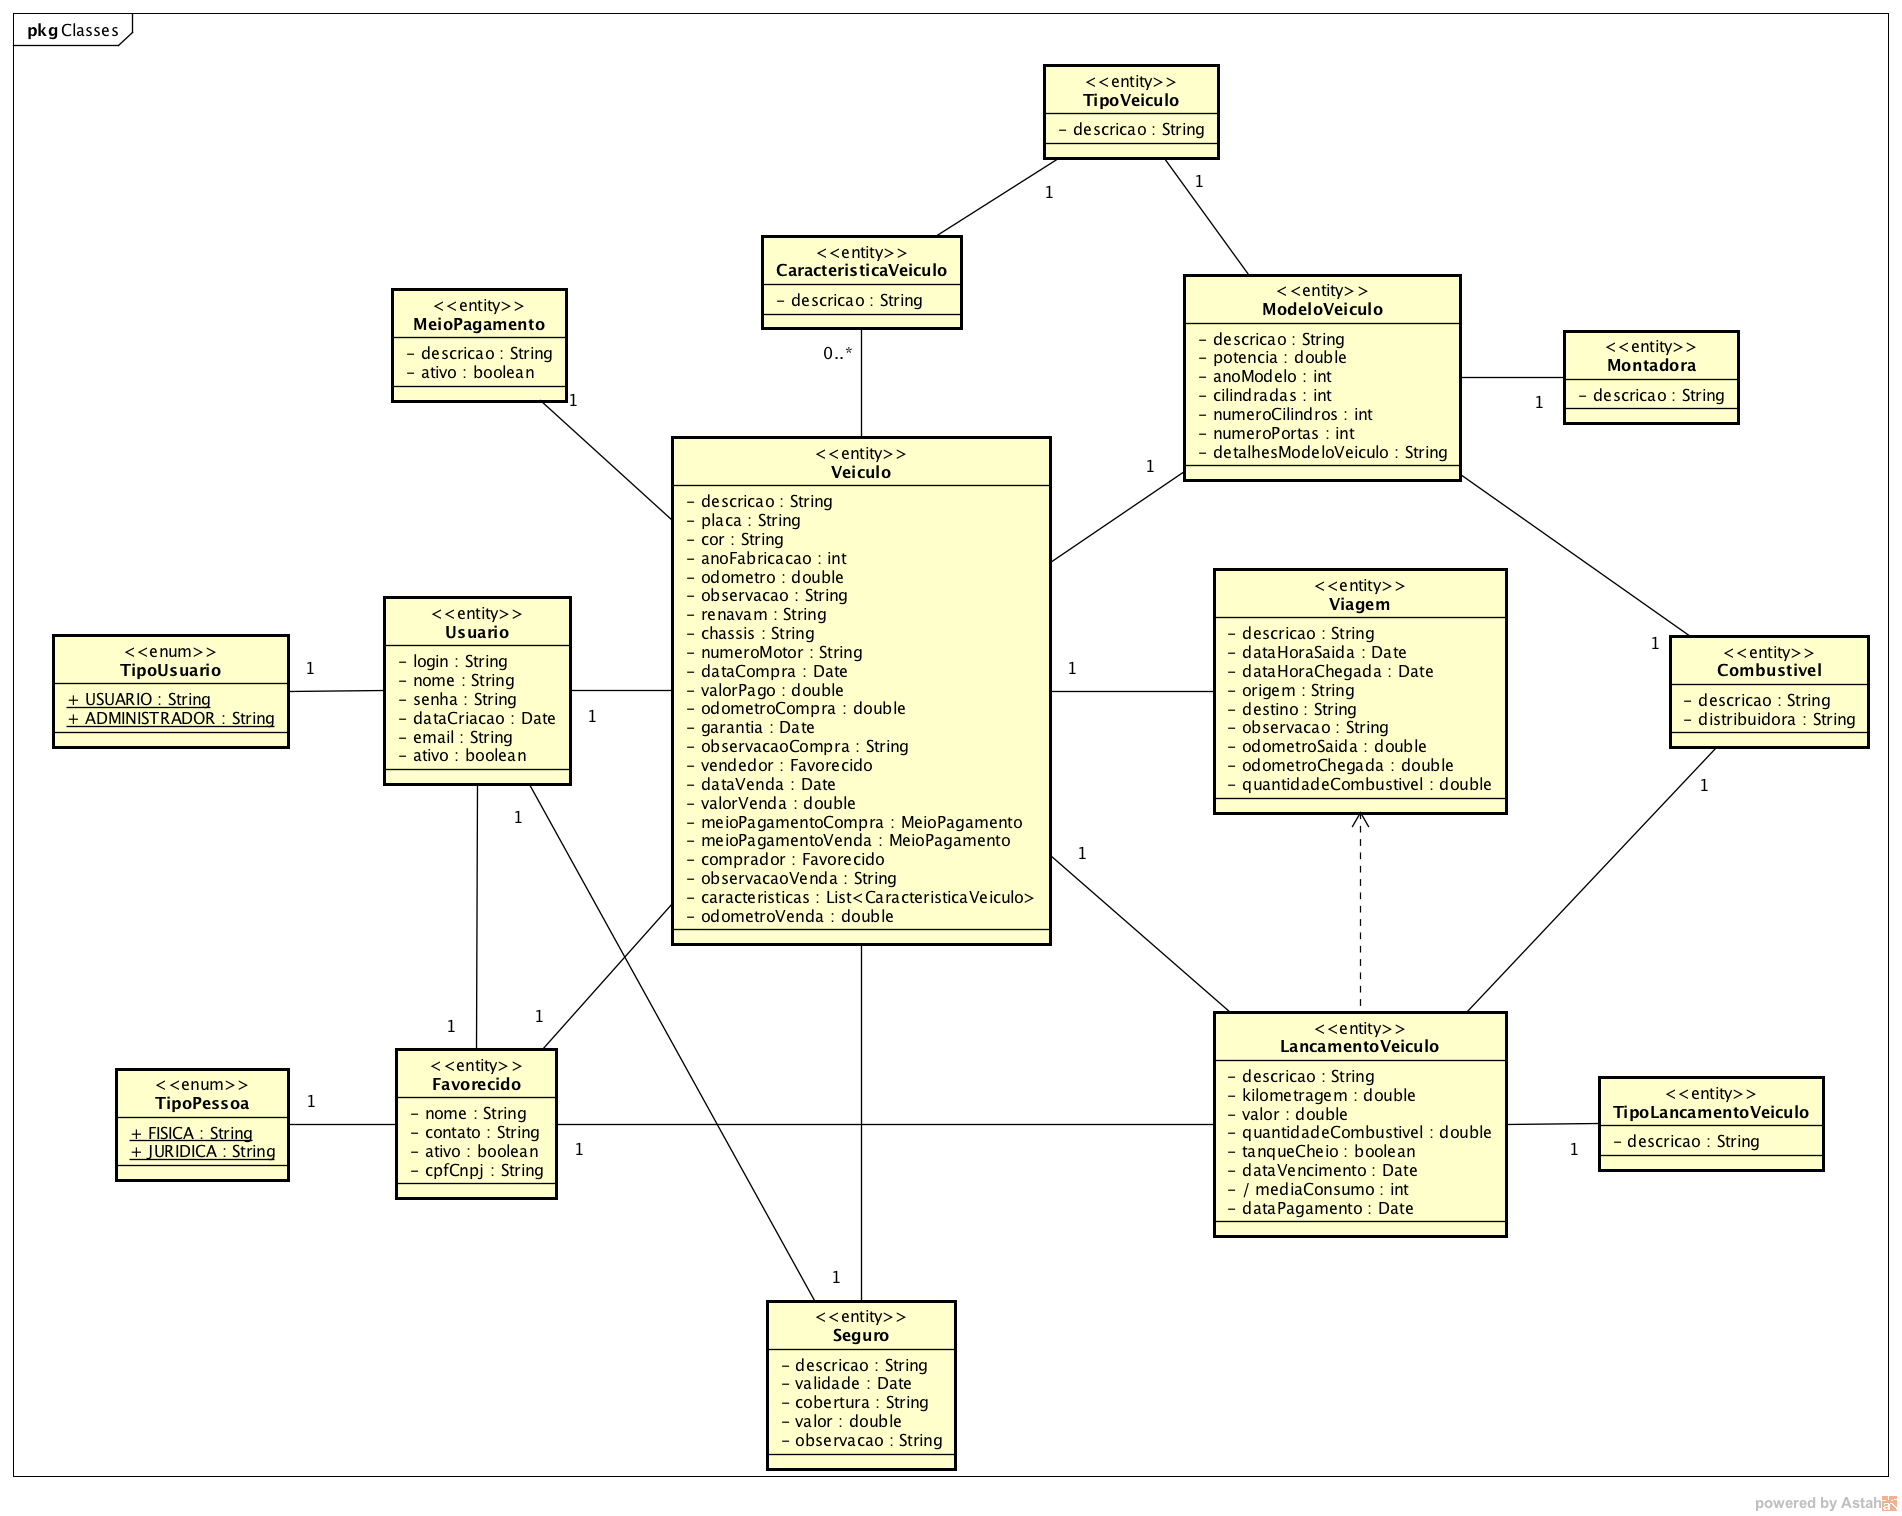 pkg Classes
<<entity>>
TipoVeiculo
- descricao : String
1
1
<<entity>>
CaracteristicaVeiculo
- descricao : String
0..*
<<entity>>
MeioPagamento
- descricao : String
- ativo : boolean
1
<<entity>>
ModeloVeiculo
- descricao : String
- potencia : double
- anoModelo : int
- cilindradas : int
- numeroCilindros : int
- numeroPortas : int
- detalhesModeloVeiculo : String
1
<<entity>>
Montadora
- descricao : String
1
<<entity>>
Veiculo
- descricao : String
- placa : String
- cor : String
- anoFabricacao : int
- odometro : double
- observacao : String
- renavam : String
- chassis : String
- numeroMotor : String
- dataCompra : Date
- valorPago : double
- odometroCompra : double
- garantia : Date
- observacaoCompra : String
- vendedor : Favorecido
- dataVenda : Date
- valorVenda : double
- meioPagamentoCompra : MeioPagamento
- meioPagamentoVenda : MeioPagamento
- comprador : Favorecido
- observacaoVenda : String
- caracteristicas : List<CaracteristicaVeiculo>
- odometroVenda : double
<<enum>>
TipoUsuario
+ USUARIO : String
+ ADMINISTRADOR : String
1
<<entity>>
Usuario
- login : String
- nome : String
- senha : String
- dataCriacao : Date
- email : String
- ativo : boolean
1
1
<<entity>>
Viagem
- descricao : String
- dataHoraSaida : Date
- dataHoraChegada : Date
- origem : String
- destino : String
- observacao : String
- odometroSaida : double
- odometroChegada : double
- quantidadeCombustivel : double
1
1
<<entity>>
Combustivel
- descricao : String
- distribuidora : String
1
1
<<enum>>
TipoPessoa
+ FISICA : String
+ JURIDICA : String
1
<<entity>>
Favorecido
- nome : String
- contato : String
- ativo : boolean
- cpfCnpj : String
1
1
1
<<entity>>
LancamentoVeiculo
- descricao : String
- kilometragem : double
- valor : double
- quantidadeCombustivel : double
- tanqueCheio : boolean
- dataVencimento : Date
- / mediaConsumo : int
- dataPagamento : Date
<<entity>>
TipoLancamentoVeiculo
- descricao : String
1
1
<<entity>>
Seguro
- descricao : String
- validade : Date
- cobertura : String
- valor : double
- observacao : String
powered by Astah